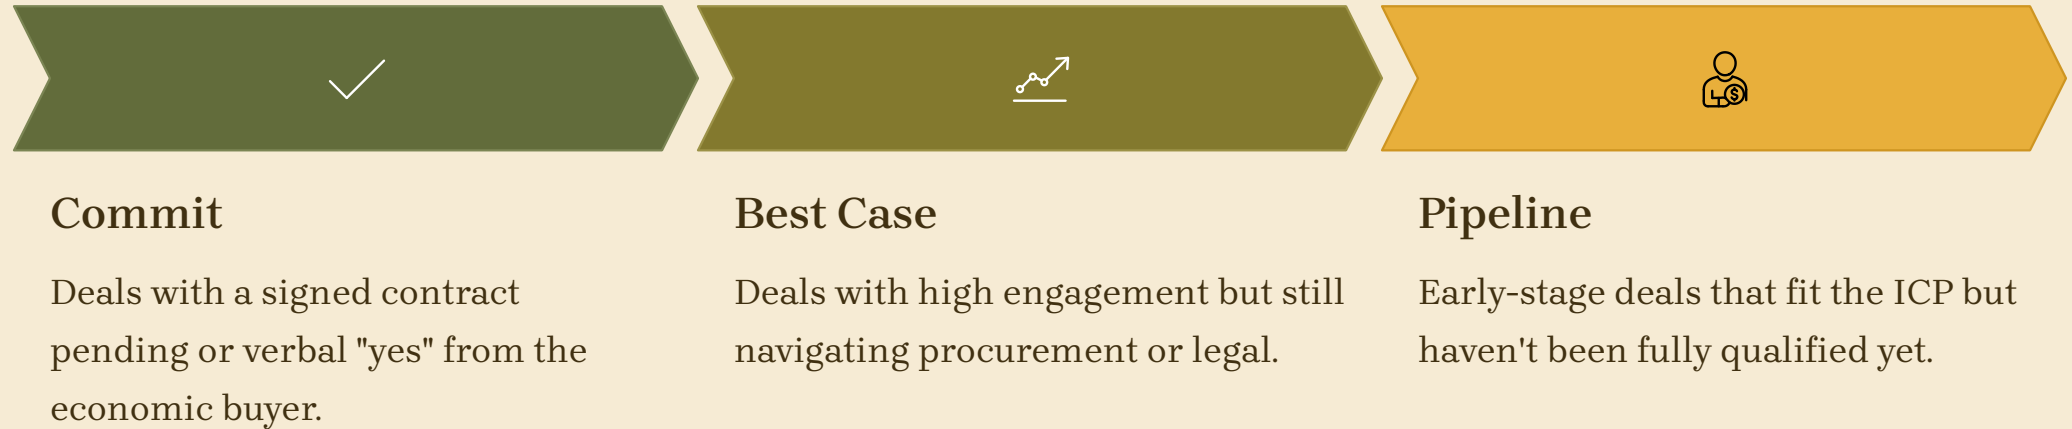 Commit
Deals with a signed contract
pending or verbal "yes" from the
economic buyer.
Best Case
Deals with high engagement but still
navigating procurement or legal.
Pipeline
Early-stage deals that fit the ICP but
haven't been fully qualified yet.